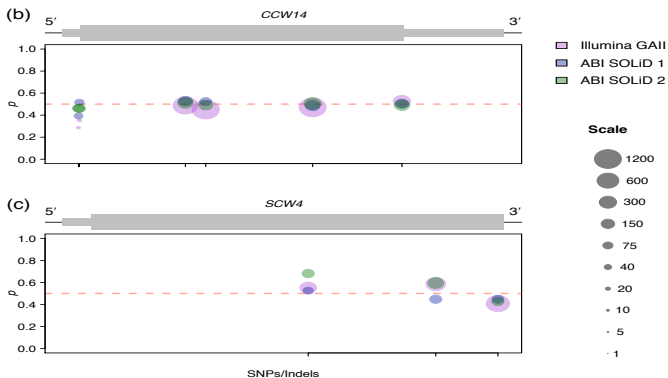 (b)
CCW14
5′
3′
1.0
0.8
0.6
p
0.4
0.2
0.0
Illumina GAII
ABI SOLiD 1
ABI SOLiD 2
Scale
1200
600
300
150
75
40
20
10
5
1
(c)
SCW4
5′
3′
1.0
0.8
0.6
p
0.4
0.2
0.0
SNPs/Indels